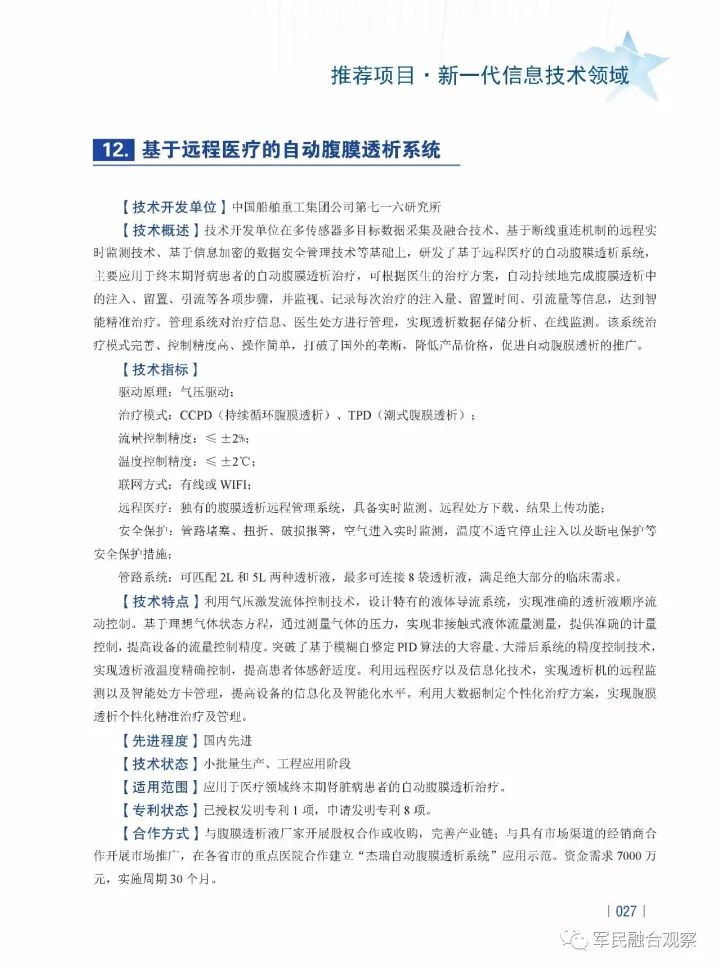 推荐项目·新一代信息技术领域
12. 基于远程医疗的自动腹膜透析系统
【技术开发单位】中国船舶重工集团公司第七一六研究所
【技术概述】技术开发单位在多传感器多目标数据采集及融合技术、基于断线重连机制的远程实
时监测技术、基于信息加密的数据安全管理技术等基础上，研发了基于远程医疗的自动腹膜透析系统，
主要应用于终末期肾病患者的自动腹膜透析治疗，可根据医生的治疗方案，自动持续地完成腹膜透析中
的注入、留置、引流等各项步骤，并监视、记录每次治疗的注入量、留置时间、引流量等信息，达到智
能精准治疗。管理系统对治疗信息、医生处方进行管理，实现透析数据存储分析、在线监测。该系统治
疗模式完善、控制精度高、操作简单，打破了国外的垄断，降低产品价格，促进自动腹膜透析的推广。
【技术指标】
驱动原理：气压驱动；
治疗模式：CCPD（持续循环腹膜透析）、TPD（潮式腹膜透析）；
流量控制精度：≤ ±2%；
温度控制精度：≤ ±2℃；
联网方式：有线或 WIFI；
远程医疗：独有的腹膜透析远程管理系统，具备实时监测、远程处方下载、结果上传功能；
安全保护：管路堵塞、扭折、破损报警，空气进入实时监测，温度不适宜停止注入以及断电保护等
安全保护措施；
管路系统：可匹配 2L 和 5L 两种透析液，最多可连接 8 袋透析液，满足绝大部分的临床需求。
【技术特点】利用气压激发流体控制技术，设计特有的液体导流系统，实现准确的透析液顺序流
动控制。基于理想气体状态方程，通过测量气体的压力，实现非接触式液体流量测量，提供准确的计量
控制，提高设备的流量控制精度。突破了基于模糊自整定 PID 算法的大容量、大滞后系统的精度控制技术，
实现透析液温度精确控制，提高患者体感舒适度。利用远程医疗以及信息化技术，实现透析机的远程监
测以及智能处方卡管理，提高设备的信息化及智能化水平。利用大数据制定个性化治疗方案，实现腹膜
透析个性化精准治疗及管理。
【先进程度】国内先进
【技术状态】小批量生产、工程应用阶段
【适用范围】应用于医疗领域终末期肾脏病患者的自动腹膜透析治疗。
【专利状态】已授权发明专利 1 项，申请发明专利 8 项。
【合作方式】与腹膜透析液厂家开展股权合作或收购，完善产业链；与具有市场渠道的经销商合
作开展市场推广，在各省市的重点医院合作建立“杰瑞自动腹膜透析系统”应用示范。资金需求 7000 万
元，实施周期 30 个月。
| 027 |
军民融合观察